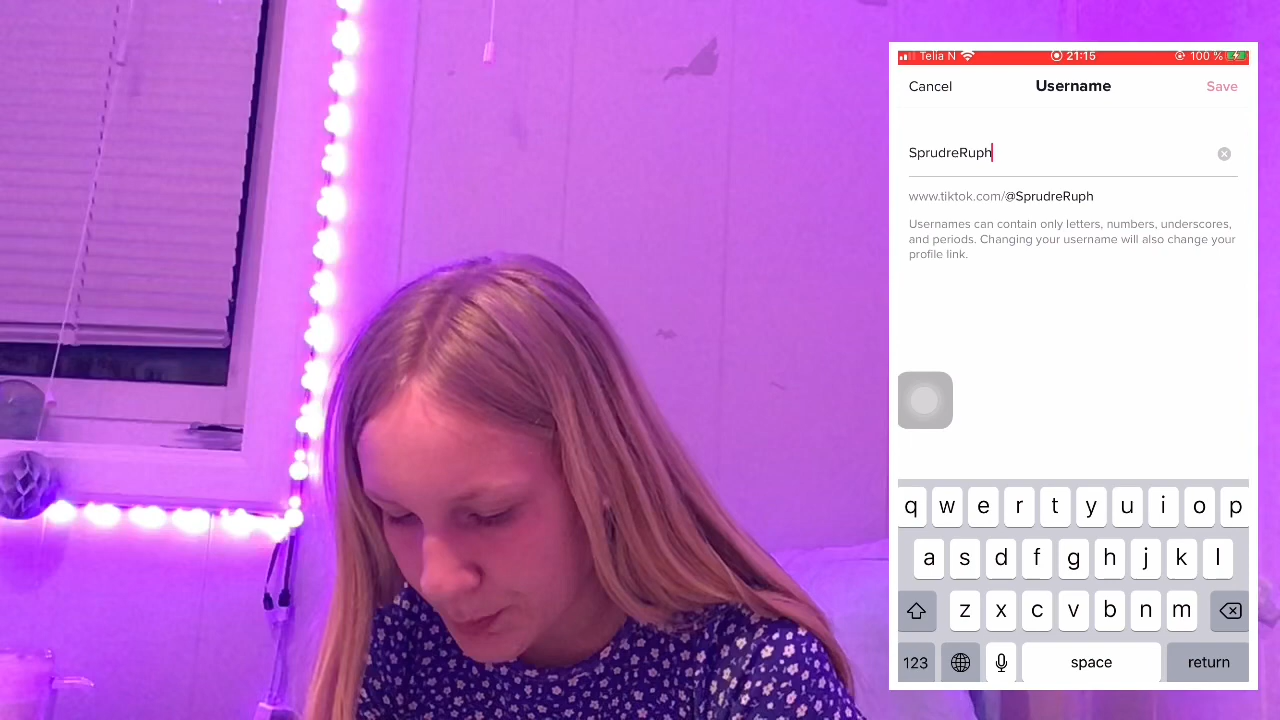 Telia N 21:15 100 %
Cancel Username Save
SprudreRuph
www.tiktok.com/@SprudreRuph
Usernames can contain only letters, numbers, underscores,
and periods. Changing your username will also change your
profile link.
q w e r t y u i o p
a s d f g h j k l
z x c v b n m
123 space return